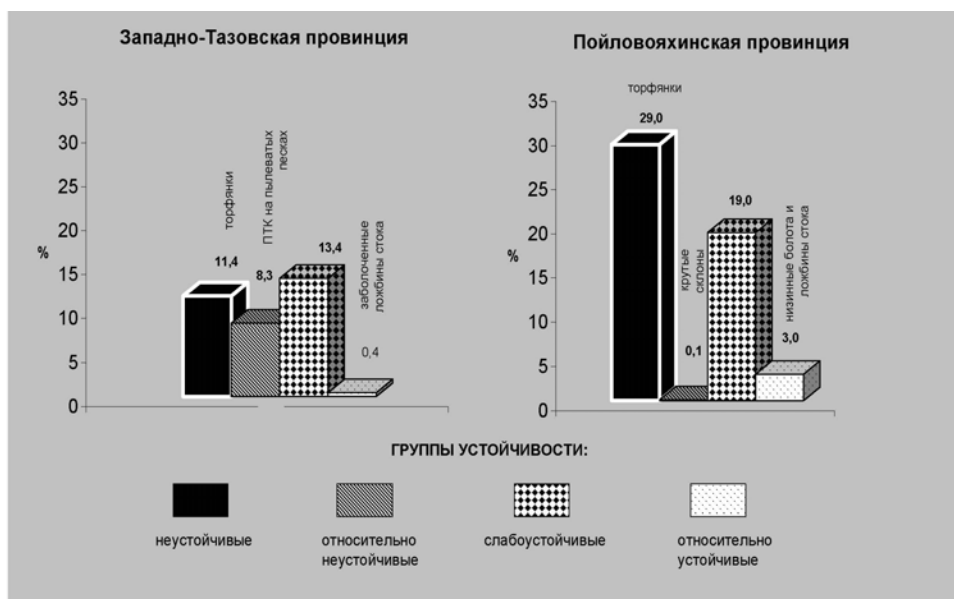 Западно-Тазовская провинция
35
30
25
20
15
10
5
0
%
торфянки
11,4
ПТК на пылеватых
песках
8,3
13,4
заболоченные
ложбины стока
0,4
Пойловояхинская провинция
35
30
25
20
15
10
5
0
%
торфянки
29,0
крутые
склоны
0,1
19,0
низинные болота и
ложбины стока
3,0
ГРУППЫ УСТОЙЧИВОСТИ:
неустойчивые
относительно
неустойчивые
слабоустойчивые
относительно
устойчивые